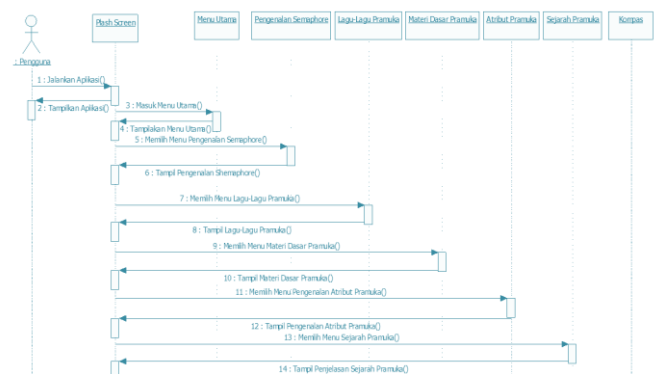 Plash Screen
Menu Utama
Pengenalan Semaphore
Lagu-Lagu Pramuka
Materi Dasar Pramuka
Atribut Pramuka
Sejarah Pramuka
Kompas
: Pengguna
1 : Jalankan Aplikasi()
2 : Tampikan Aplikasi()
3 : Masuk Menu Utama()
4 : Tamplakan Menu Utama()
5 : Memilih Menu Pengenalan Semaphore()
6 : Tampil Pengenalan Shemaphore()
7 : Memilih Menu Lagu-Lagu Pramuka()
8 : Tampil Lagu-Lagu Pramuka()
9 : Memilih Menu Materi Dasar Pramuka()
10 : Tampil Materi Dasar Pramuka()
11 : Memilih Menu Pengenalan Atribut Pramuka()
12 : Tampil Pengenalan Atribut Pramuka()
13 : Memilih Menu Sejarah Pramuka()
14 : Tampil Penjelasan Sejarah Pramuka()